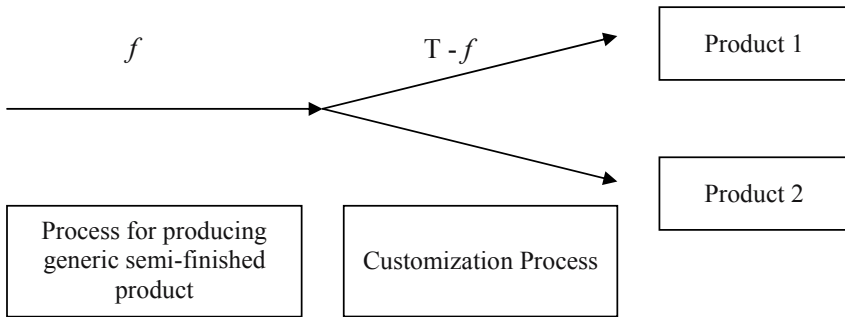 f
T - f
Product 1
Product 2
Process for producing
generic semi-finished
product
Customization Process